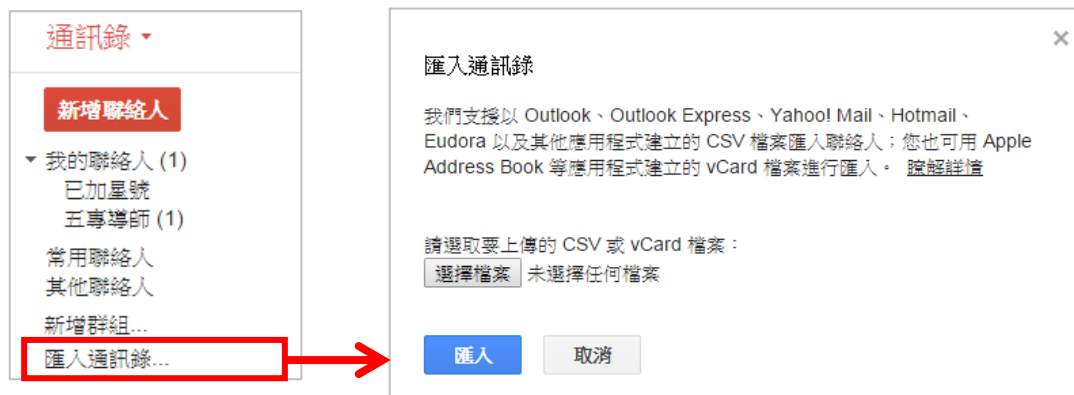 通訊錄
新增聯絡人
我的聯絡人 (1)
已加星號
五專導師 (1)
常用聯絡人
其他聯絡人
新增群組...
匯入通訊錄...
匯入通訊錄
我們支援以 Outlook、Outlook Express、Yahoo! Mail、Hotmail、
Eudora 以及其他應用程式建立的 CSV 檔案匯入聯絡人；您也可用 Apple
Address Book 等應用程式建立的 vCard 檔案進行匯入。 瞭解詳情
請選取要上傳的 CSV 或 vCard 檔案：
選擇檔案 未選擇任何檔案
匯入 取消